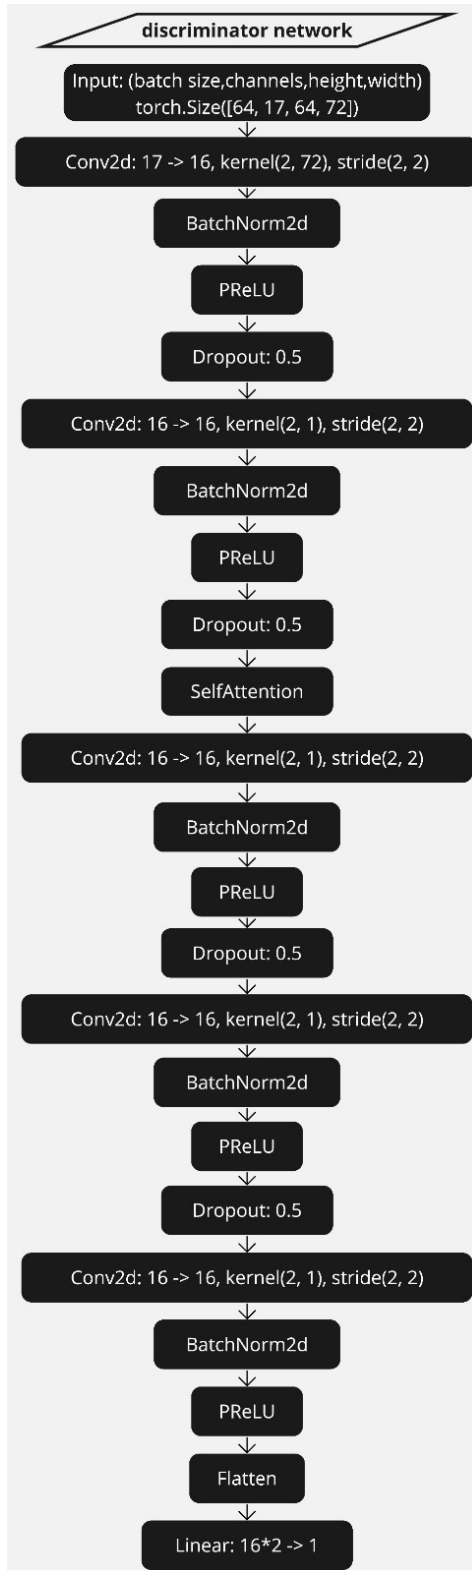 discriminator network
Input: (batch size,channels,height,width)
torch.Size([64, 17, 64, 72])
Conv2d: 17 -> 16, kernel(2, 72), stride(2, 2)
BatchNorm2d
PReLU
Dropout: 0.5
Conv2d: 16 -> 16, kernel(2, 1), stride(2, 2)
BatchNorm2d
PReLU
Dropout: 0.5
SelfAttention
Conv2d: 16 -> 16, kernel(2, 1), stride(2, 2)
BatchNorm2d
PReLU
Dropout: 0.5
Conv2d: 16 -> 16, kernel(2, 1), stride(2, 2)
BatchNorm2d
PReLU
Dropout: 0.5
Conv2d: 16 -> 16, kernel(2, 1), stride(2, 2)
BatchNorm2d
PReLU
Flatten
Linear: 16*2 -> 1